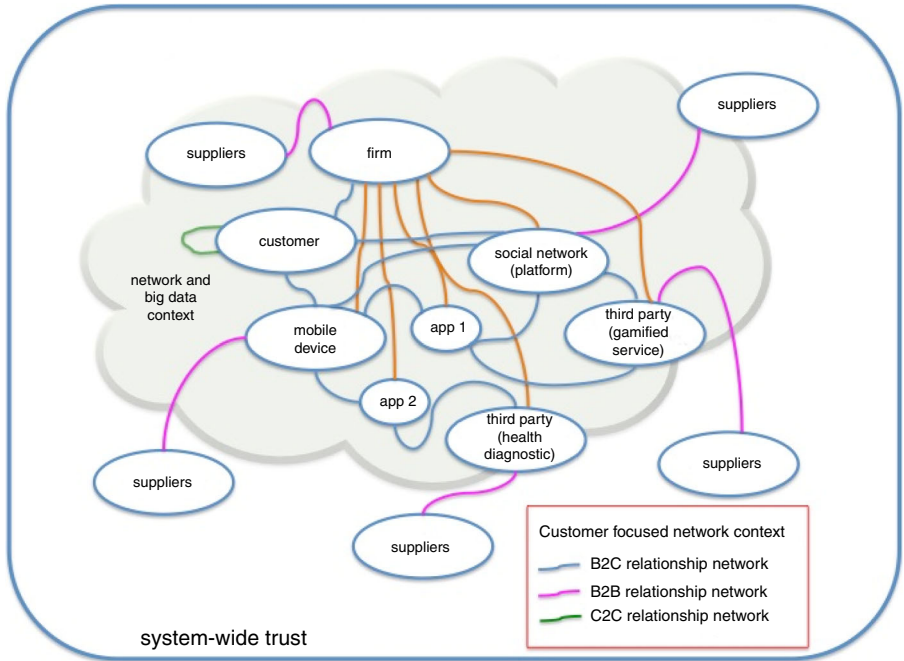 suppliers
suppliers
firm
customer
social network
(platform)
network and
big data
context
mobile
device
app 1
third party
(gamified
service)
app 2
third party
(health
diagnostic)
suppliers
suppliers
suppliers
Customer focused network context
B2C relationship network
B2B relationship network
C2C relationship network
system-wide trust